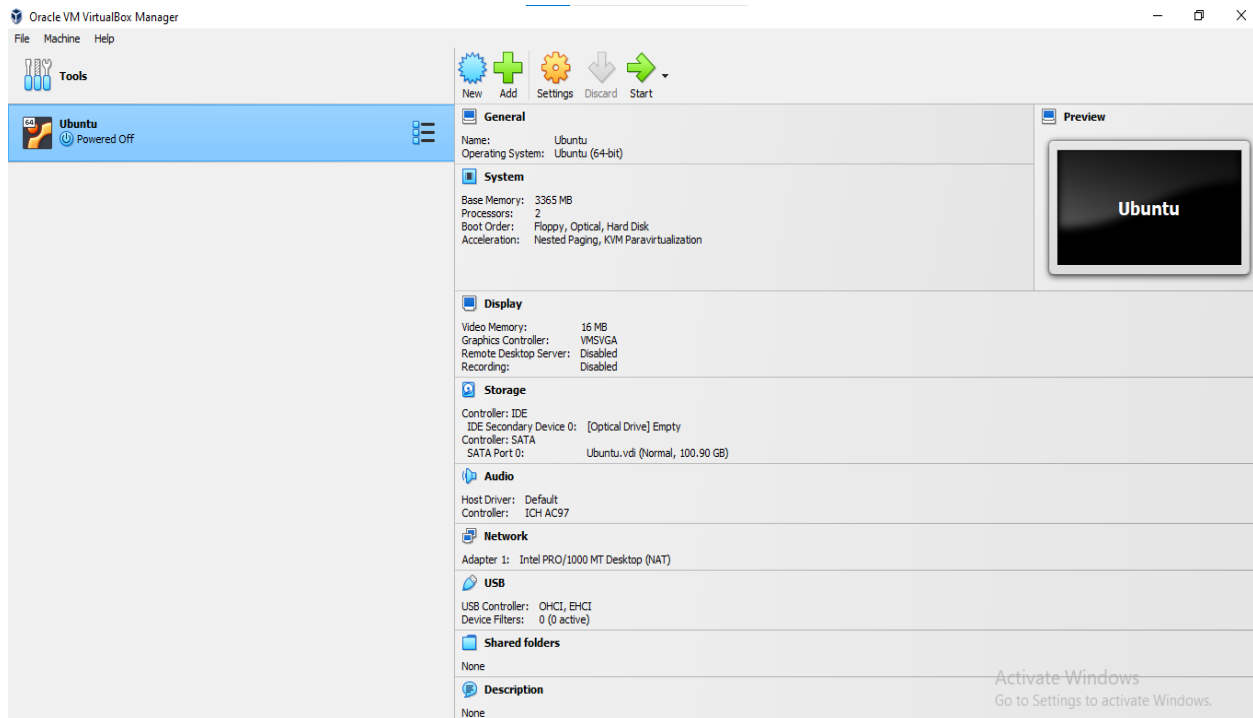 Oracle VM VirtualBox Manager
File Machine Help
Tools
New Add Settings Discard Start
64
Ubuntu
Powered Off
General
Name: Ubuntu
Operating System: Ubuntu (64-bit)
Preview
Ubuntu
System
Base Memory: 3365 MB
Processors: 2
Boot Order: Floppy, Optical, Hard Disk
Acceleration: Nested Paging, KVM Paravirtualization
Display
Video Memory: 16 MB
Graphics Controller: VMSVGA
Remote Desktop Server: Disabled
Recording: Disabled
Storage
Controller: IDE
IDE Secondary Device 0: [Optical Drive] Empty
Controller: SATA
SATA Port 0: Ubuntu.vdi (Normal, 100.90 GB)
Audio
Host Driver: Default
Controller: ICH AC97
Network
Adapter 1: Intel PRO/1000 MT Desktop (NAT)
USB
USB Controller: OHCI, EHCI
Device Filters: 0 (0 active)
Shared folders
None
Description
None
Activate Windows
Go to Settings to activate Windows.